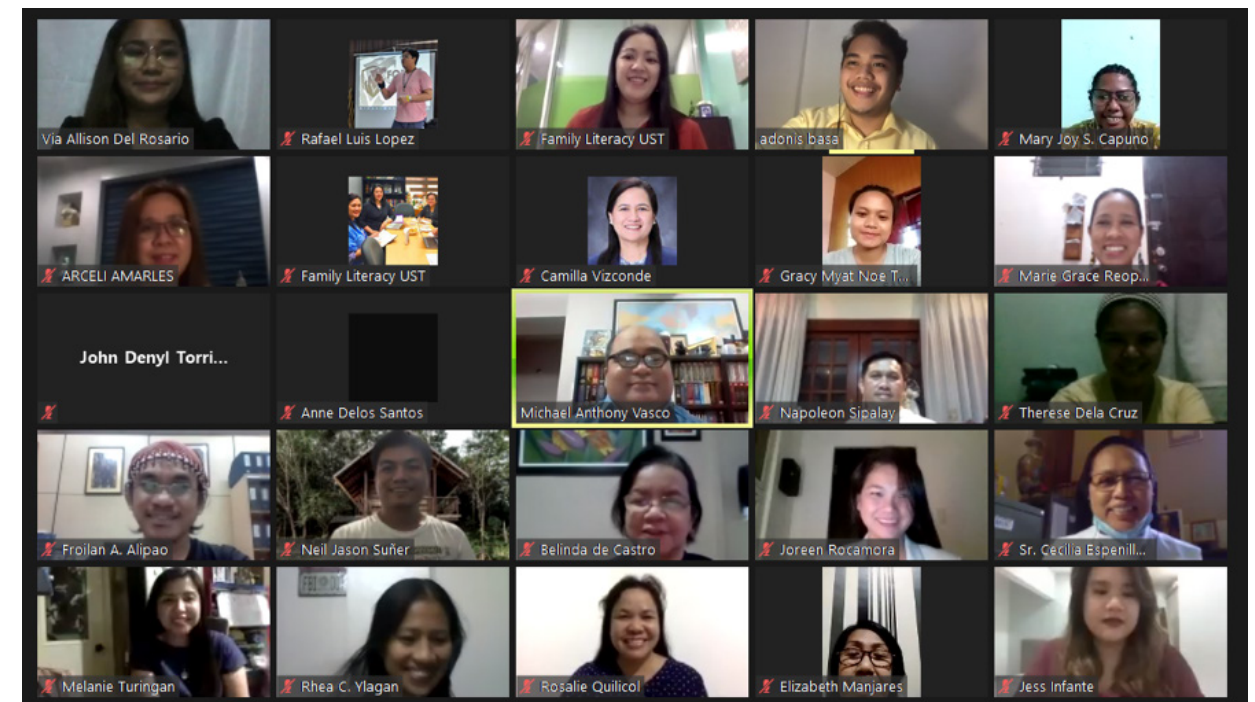 Via Allison Del Rosario
Rafael Luis Lopez
Family Literacy UST
adonis basa
Mary Joy S. Capuno
ARCELI AMARLES
Family Literacy UST
Camilla Vizconde
Gracy Myat Noe T...
Marie Grace Reop...
John Denyl Torri...
Anne Delos Santos
Michael Anthony Vasco
Napoleon Sipalay
Therese Dela Cruz
Froilan A. Alipao
Neil Jason Suñer
Belinda de Castro
Joreen Rocamora
Sr. Cecilia Espenill...
Melanie Turingan
Rhea C. Ylagan
Rosalie Quilicol
Elizabeth Manjares
Jess Infante